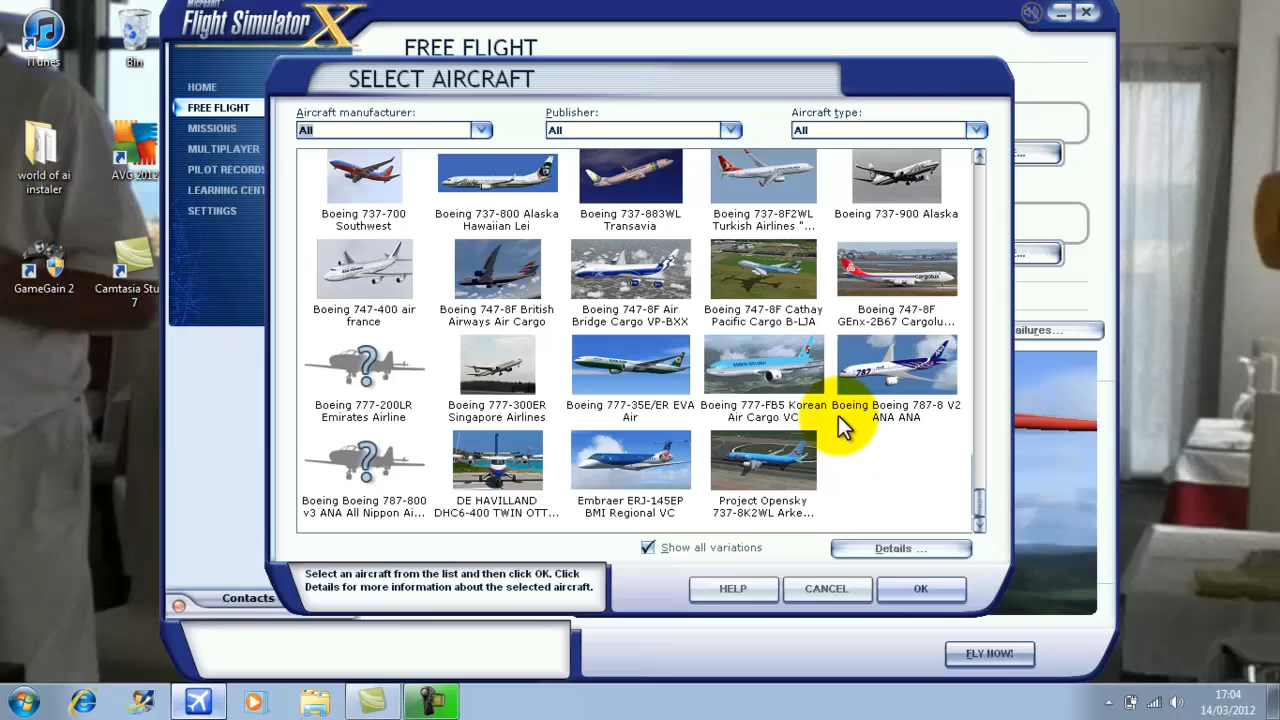 iTunes
Bin
world of ai
instaler
AVG 2012
GameGain 2
Camtasia Stu...
7
Microsoft
Flight Simulator X
FREE FLIGHT
HOME
FREE FLIGHT
MISSIONS
MULTIPLAYER
PILOT RECORDS
LEARNING CENT
SETTINGS
SELECT AIRCRAFT
Aircraft manufacturer:
All
Publisher:
All
Aircraft type:
All
Boeing 737-700
Southwest
Boeing 737-800 Alaska
Hawaiian Lei
Boeing 737-883WL
Transavia
Boeing 737-8F2WL
Turkish Airlines "...
Boeing 737-900 Alaska
Boeing 747-400 air
france
Boeing 747-8F British
Airways Air Cargo
Boeing 747-8F Air
Bridge Cargo VP-BXX
Boeing 747-8F Cathay
Pacific Cargo B-LJA
Boeing 747-8F
GEnx-2B67 Cargolu...
Boeing 777-200LR
Emirates Airline
Boeing 777-300ER
Singapore Airlines
Boeing 777-35E/ER EVA
Air
Boeing 777-FB5 Korean
Air Cargo VC
Boeing Boeing 787-8 V2
ANA ANA
Boeing Boeing 787-800
v3 ANA All Nippon Ai...
DE HAVILLAND
DHC6-400 TWIN OTT...
Embraer ERJ-145EP
BMI Regional VC
Project Opensky
737-8K2WL Arke...
Show all variations
Details ...
Select an aircraft from the list and then click OK. Click
Details for more information about the selected aircraft.
HELP
CANCEL
OK
ailures...
Contacts
FLY NOW!
17:04
14/03/2012